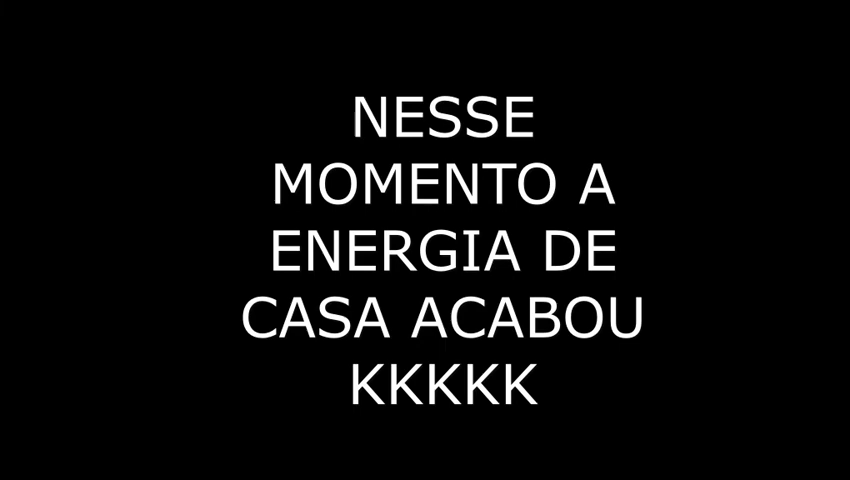 NESSE
MOMENTO A
ENERGIA DE
CASA ACABOU
KKKKK